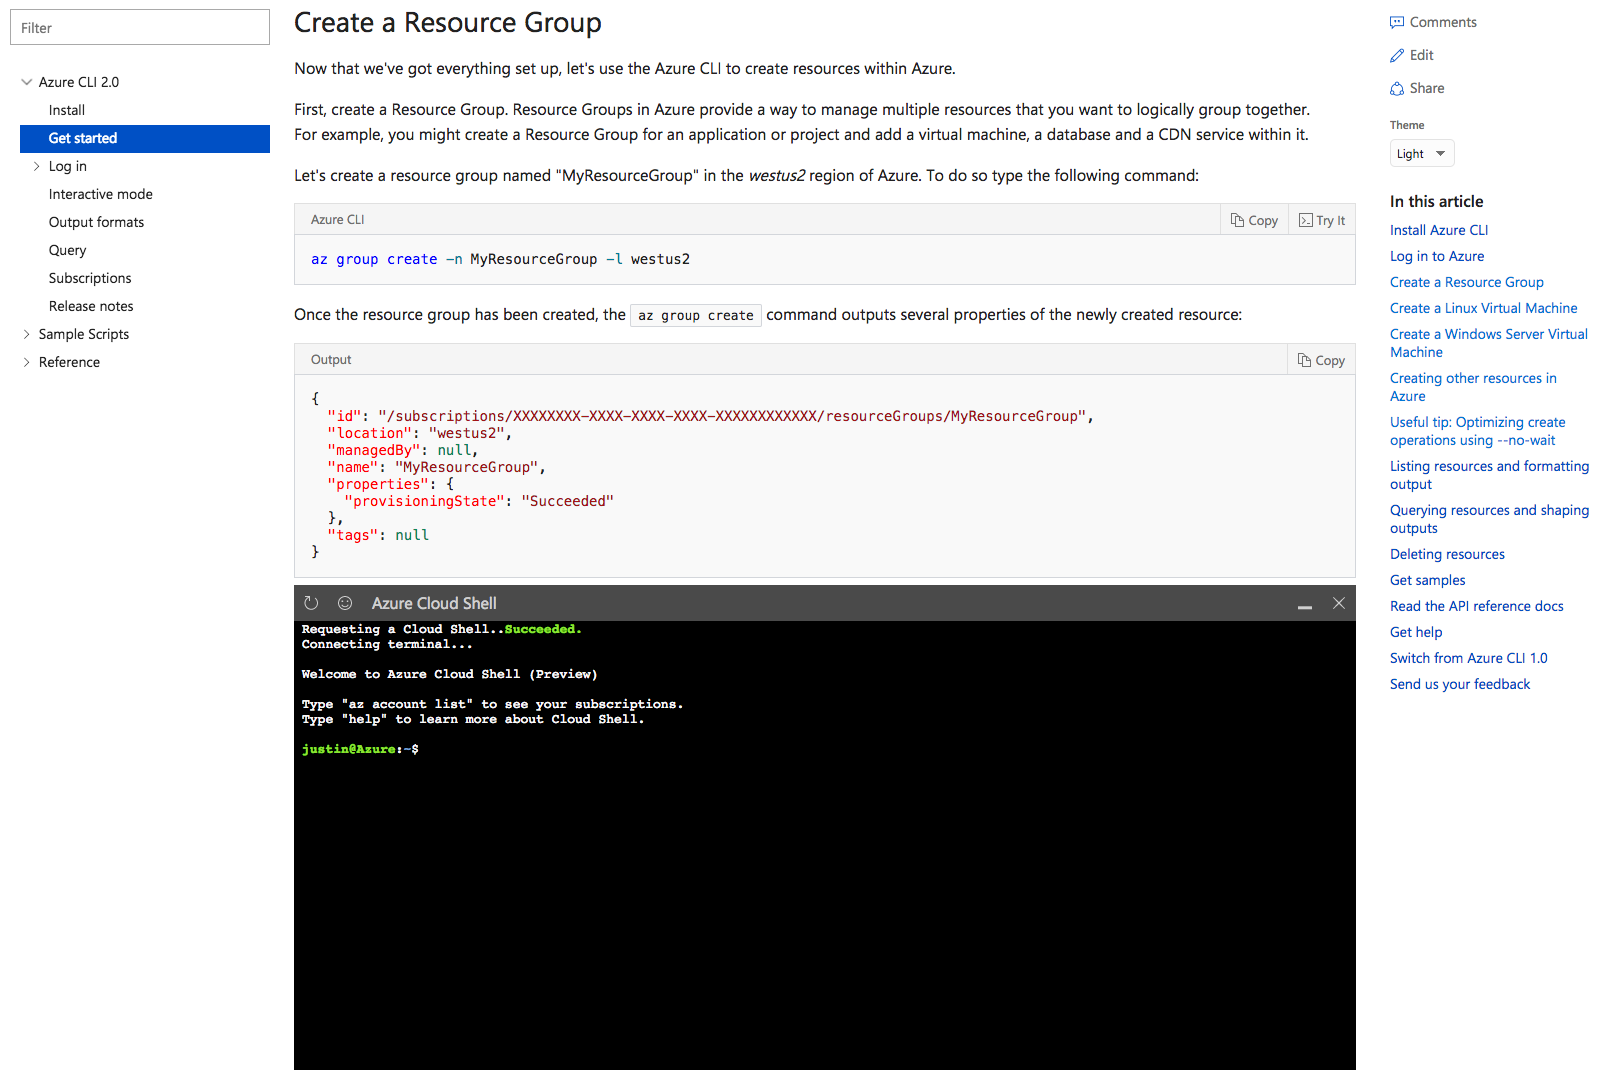 Filter
Azure CLI 2.0
Install
Get started
Log in
Interactive mode
Output formats
Query
Subscriptions
Release notes
Sample Scripts
Reference
Create a Resource Group
Now that we've got everything set up, let's use the Azure CLI to create resources within Azure.
First, create a Resource Group. Resource Groups in Azure provide a way to manage multiple resources that you want to logically group together.
For example, you might create a Resource Group for an application or project and add a virtual machine, a database and a CDN service within it.
Let's create a resource group named "MyResourceGroup" in the westus2 region of Azure. To do so type the following command:
Azure CLI
Copy
Try It
az group create -n MyResourceGroup -l westus2
Once the resource group has been created, the az group create command outputs several properties of the newly created resource:
Output
Copy
{
"id": "/subscriptions/XXXXXXXX-XXXX-XXXX-XXXX-XXXXXXXXXXXX/resourceGroups/MyResourceGroup",
"location": "westus2",
"managedBy": null,
"name": "MyResourceGroup",
"properties": {
"provisioningState": "Succeeded"
},
"tags": null
}
Azure Cloud Shell
Requesting a Cloud Shell..Succeeded.
Connecting terminal...
Welcome to Azure Cloud Shell (Preview)
Type "az account list" to see your subscriptions.
Type "help" to learn more about Cloud Shell.
justin@Azure:~$
Comments
Edit
Share
Theme
Light
In this article
Install Azure CLI
Log in to Azure
Create a Resource Group
Create a Linux Virtual Machine
Create a Windows Server Virtual
Machine
Creating other resources in
Azure
Useful tip: Optimizing create
operations using --no-wait
Listing resources and formatting
output
Querying resources and shaping
outputs
Deleting resources
Get samples
Read the API reference docs
Get help
Switch from Azure CLI 1.0
Send us your feedback